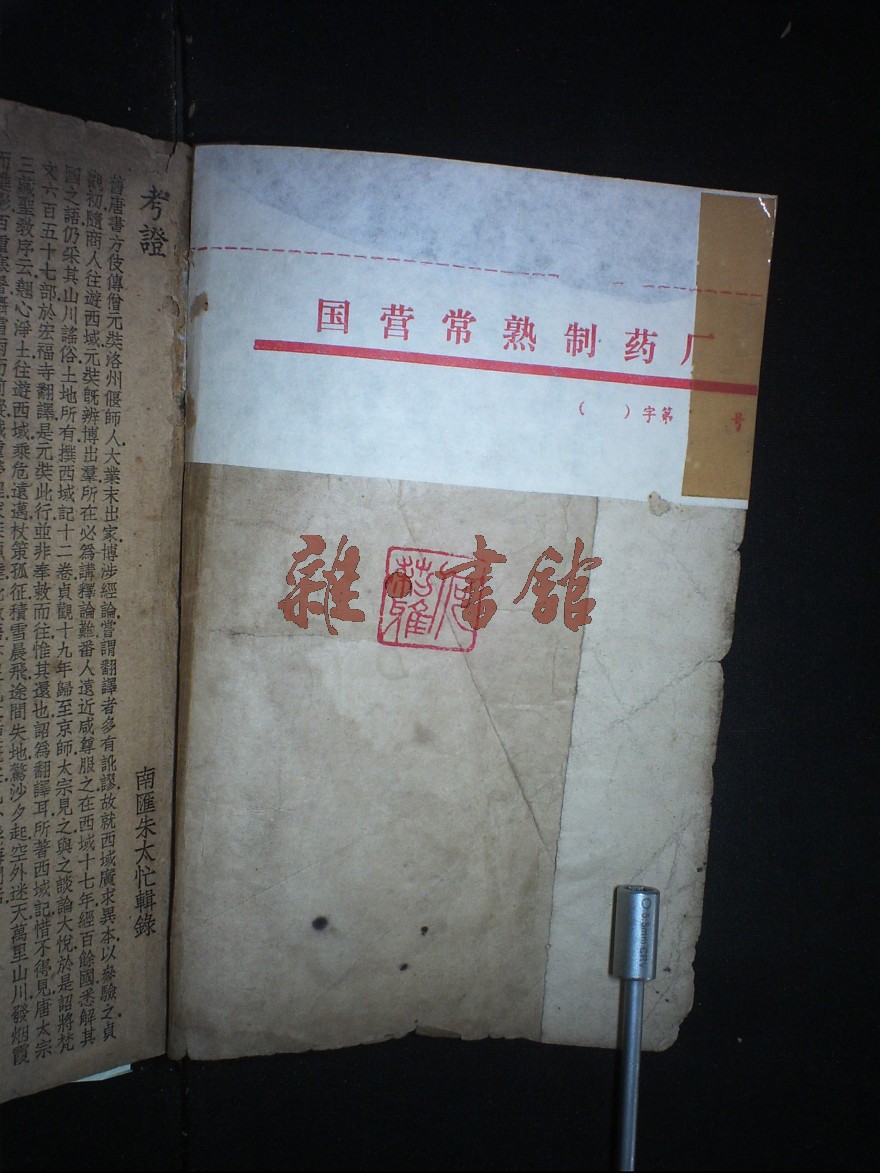 考證
南匯朱太忙輯錄
舊唐書方伎傳僧元奘洛州偃師人大業末出家博涉經論嘗謂翻譯者多有訛謬故就西域廣求異本以參驗之貞
觀初隨商人往遊西域元奘既辨博出羣所在必爲講釋論難番人遠近咸尊服之在西域十七年經百餘國悉解其
國之語仍采其山川謠俗土地所有撰西域記十二卷貞觀十九年歸至京師太宗見之與之談論大悅於是詔將梵
文六百五十七部於宏福寺翻譯是元奘此行並非奉敕而往惟其還也詔爲翻譯耳所著西域記惜不得見唐太宗
三藏聖教序云翹心淨土往遊西域乘危遠邁杖策孤征積雪晨飛途間失地驚沙夕起空外迷天萬里山川發烟霞
国营常熟制药厂
（ ）字第 号
雜·書館
5.5mm CRV